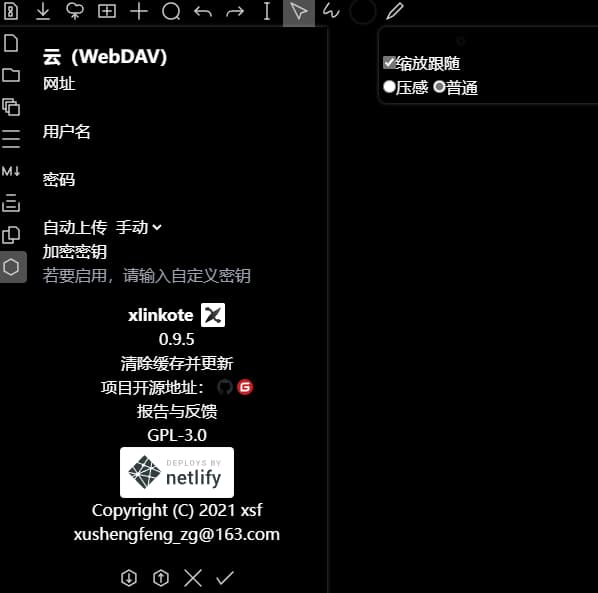 云（WebDAV）
网址
用户名
密码
自动上传 手动
加密密钥
若要启用，请输入自定义密钥
xlinkote
0.9.5
清除缓存并更新
项目开源地址：
报告与反馈
GPL-3.0
DEPLOYS BY
netlify
Copyright (C) 2021 xsf
xushengfeng_zg@163.com
缩放跟随
压感 普通
M↓